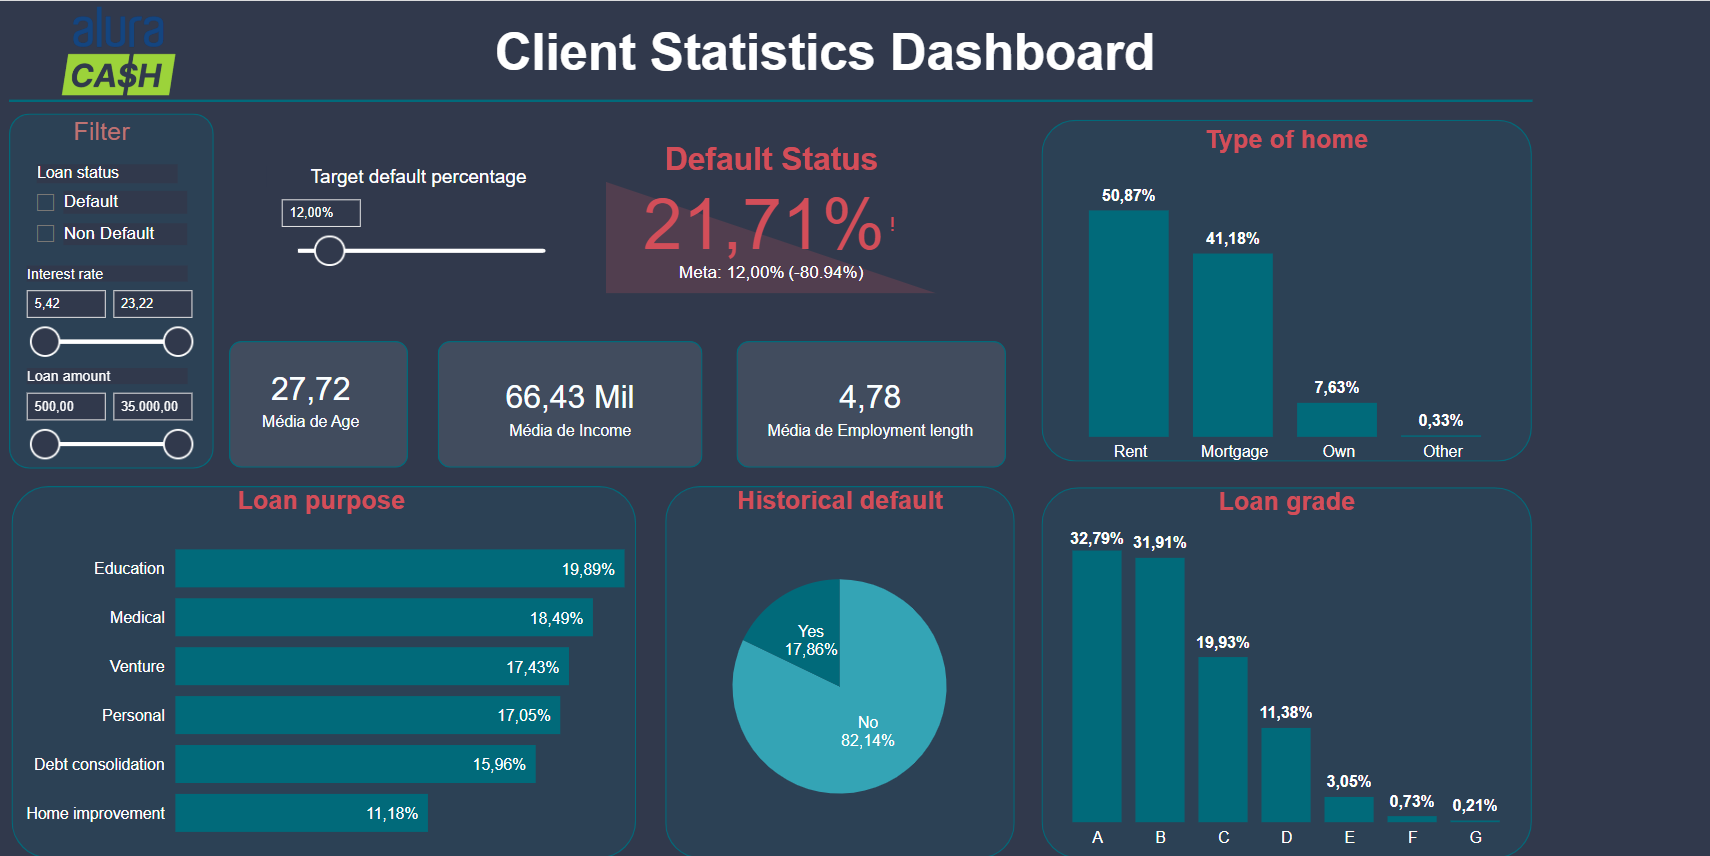 alura
CA$H
Client Statistics Dashboard
Filter
Loan status
Default
Non Default
Interest rate
5,42 23,22
Loan amount
500,00 35.000,00
Target default percentage
12,00%
Default Status
21,71% !
Meta: 12,00% (-80.94%)
27,72
Média de Age
66,43 Mil
Média de Income
4,78
Média de Employment length
Type of home
50,87%
41,18%
7,63%
0,33%
Rent Mortgage Own Other
Loan purpose
Education 19,89%
Medical 18,49%
Venture 17,43%
Personal 17,05%
Debt consolidation 15,96%
Home improvement 11,18%
Historical default
Yes
17,86%
No
82,14%
Loan grade
32,79% 31,91%
19,93%
11,38%
3,05%
0,73% 0,21%
A B C D E F G